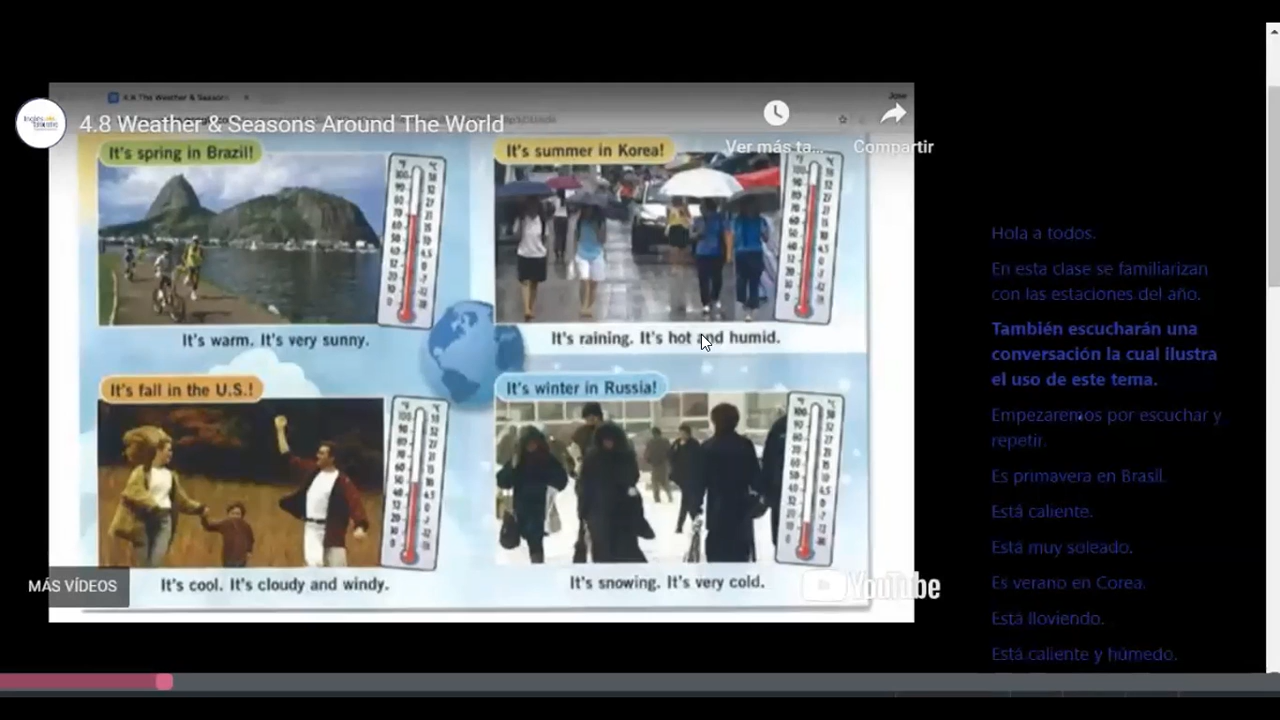 4.8 Weather & Seasons Around The World
Ver más ta...
Compartir
It's spring in Brazil!
It's summer in Korea!
It's warm. It's very sunny.
It's raining. It's hot and humid.
It's fall in the U.S.!
It's winter in Russia!
It's cool. It's cloudy and windy.
It's snowing. It's very cold.
MÁS VÍDEOS
YouTube
Hola a todos.
En esta clase se familiarizan
con las estaciones del año.
También escucharán una
conversación la cual ilustra
el uso de este tema.
Empezaremos por escuchar y
repetir.
Es primavera en Brasil.
Está caliente.
Está muy soleado.
Es verano en Corea.
Está lloviendo.
Está caliente y húmedo.